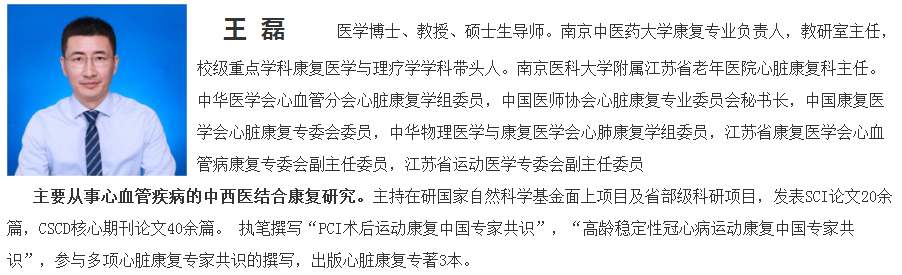 王 磊 医学博士、教授、硕士生导师。南京中医药大学康复专业负责人，教研室主任，
校级重点学科康复医学与理疗学学科带头人。南京医科大学附属江苏省老年医院心脏康复科主任。
中华医学会心血管分会心脏康复学组委员，中国医师协会心脏康复专业委员会秘书长，中国康复医
学会心脏康复专委会委员，中华物理医学与康复医学会心肺康复学组委员，江苏省康复医学会心血
管病康复专委会副主任委员，江苏省运动医学专委会副主任委员
主要从事心血管疾病的中西医结合康复研究。主持在研国家自然科学基金面上项目及省部级科研项目，发表SCI论文20余
篇，CSCD核心期刊论文40余篇。 执笔撰写“PCI术后运动康复中国专家共识”，“高龄稳定性冠心病运动康复中国专家共
识”，参与多项心脏康复专家共识的撰写，出版心脏康复专著3本。